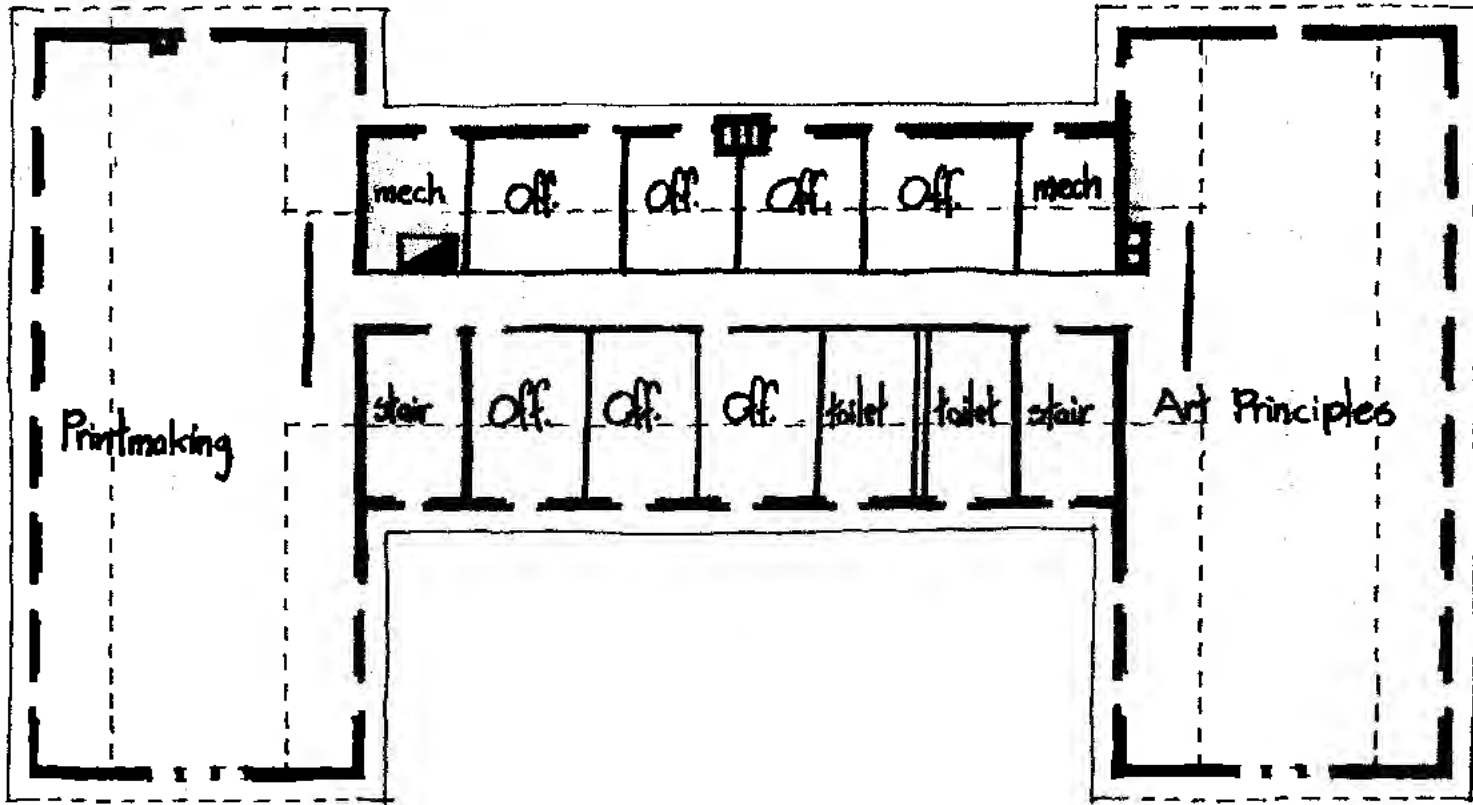 mech Off. Off. Off. Off. mech
Printmaking
stair Off. Off. Off. toilet toilet stair
Art Principles